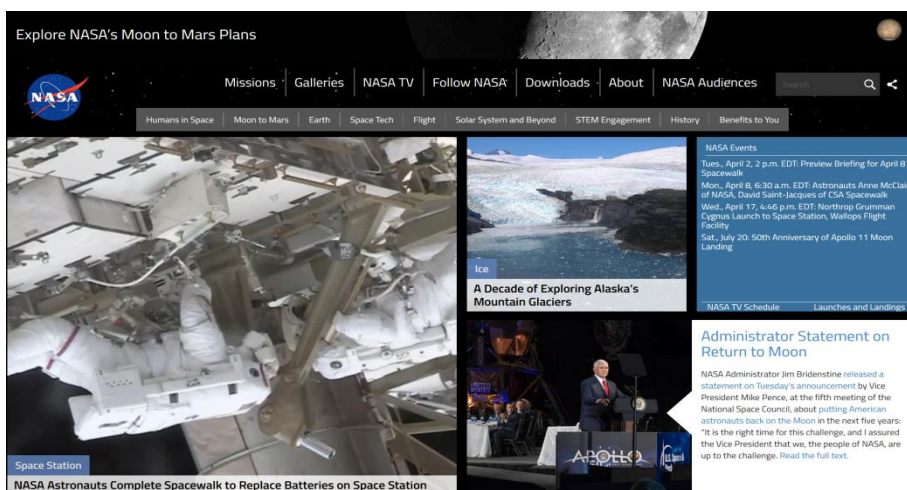 Explore NASA's Moon to Mars Plans
NASA
Missions
Galleries
NASA TV
Follow NASA
Downloads
About
NASA Audiences
Search
Humans in Space
Moon to Mars
Earth
Space Tech
Flight
Solar System and Beyond
STEM Engagement
History
Benefits to You
Space Station
NASA Astronauts Complete Spacewalk to Replace Batteries on Space Station
Ice
A Decade of Exploring Alaska's
Mountain Glaciers
NASA Events
Tues., April 2, 2 p.m. EDT: Preview Briefing for April 8
Spacewalk
Mon., April 8, 6:30 a.m. EDT: Astronauts Anne McClai
of NASA, David Saint-Jacques of CSA Spacewalk
Wed., April 17, 4:46 p.m. EDT: Northrop Grumman
Cygnus Launch to Space Station, Wallops Flight
Facility
Sat., July 20: 50th Anniversary of Apollo 11 Moon
Landing
NASA TV Schedule
Launches and Landings
UNITED
STATES
APOLLO
U.S. Space &
Administrator Statement on
Return to Moon
NASA Administrator Jim Bridenstine released a
statement on Tuesday's announcement by Vice
President Mike Pence, at the fifth meeting of the
National Space Council, about putting American
astronauts back on the Moon in the next five years:
"It is the right time for this challenge, and I assured
the Vice President that we, the people of NASA, are
up to the challenge. Read the full text.